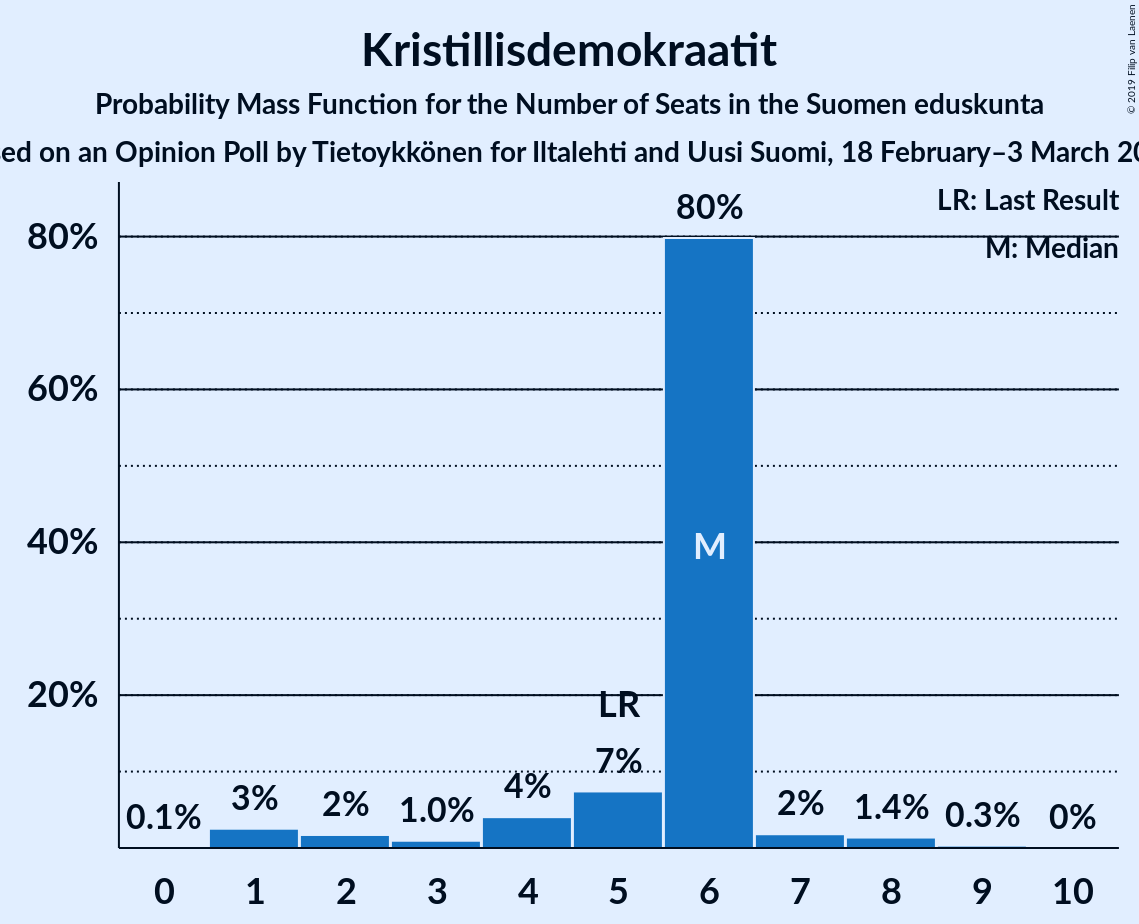 Kristillisdemokraatit
Probability Mass Function for the Number of Seats in the Suomen eduskunta
on an Opinion Poll by Tietoykkönen for Iltalehti and Uusi Suomi, 18 February–3 March
© 2019 Filip van Laenen
LR: Last Result
M: Median
80%
60%
40%
20%
0.1%
3%
2%
1.0%
4%
LR
7%
80%
M
2%
1.4%
0.3%
0%
0 1 2 3 4 5 6 7 8 9 10